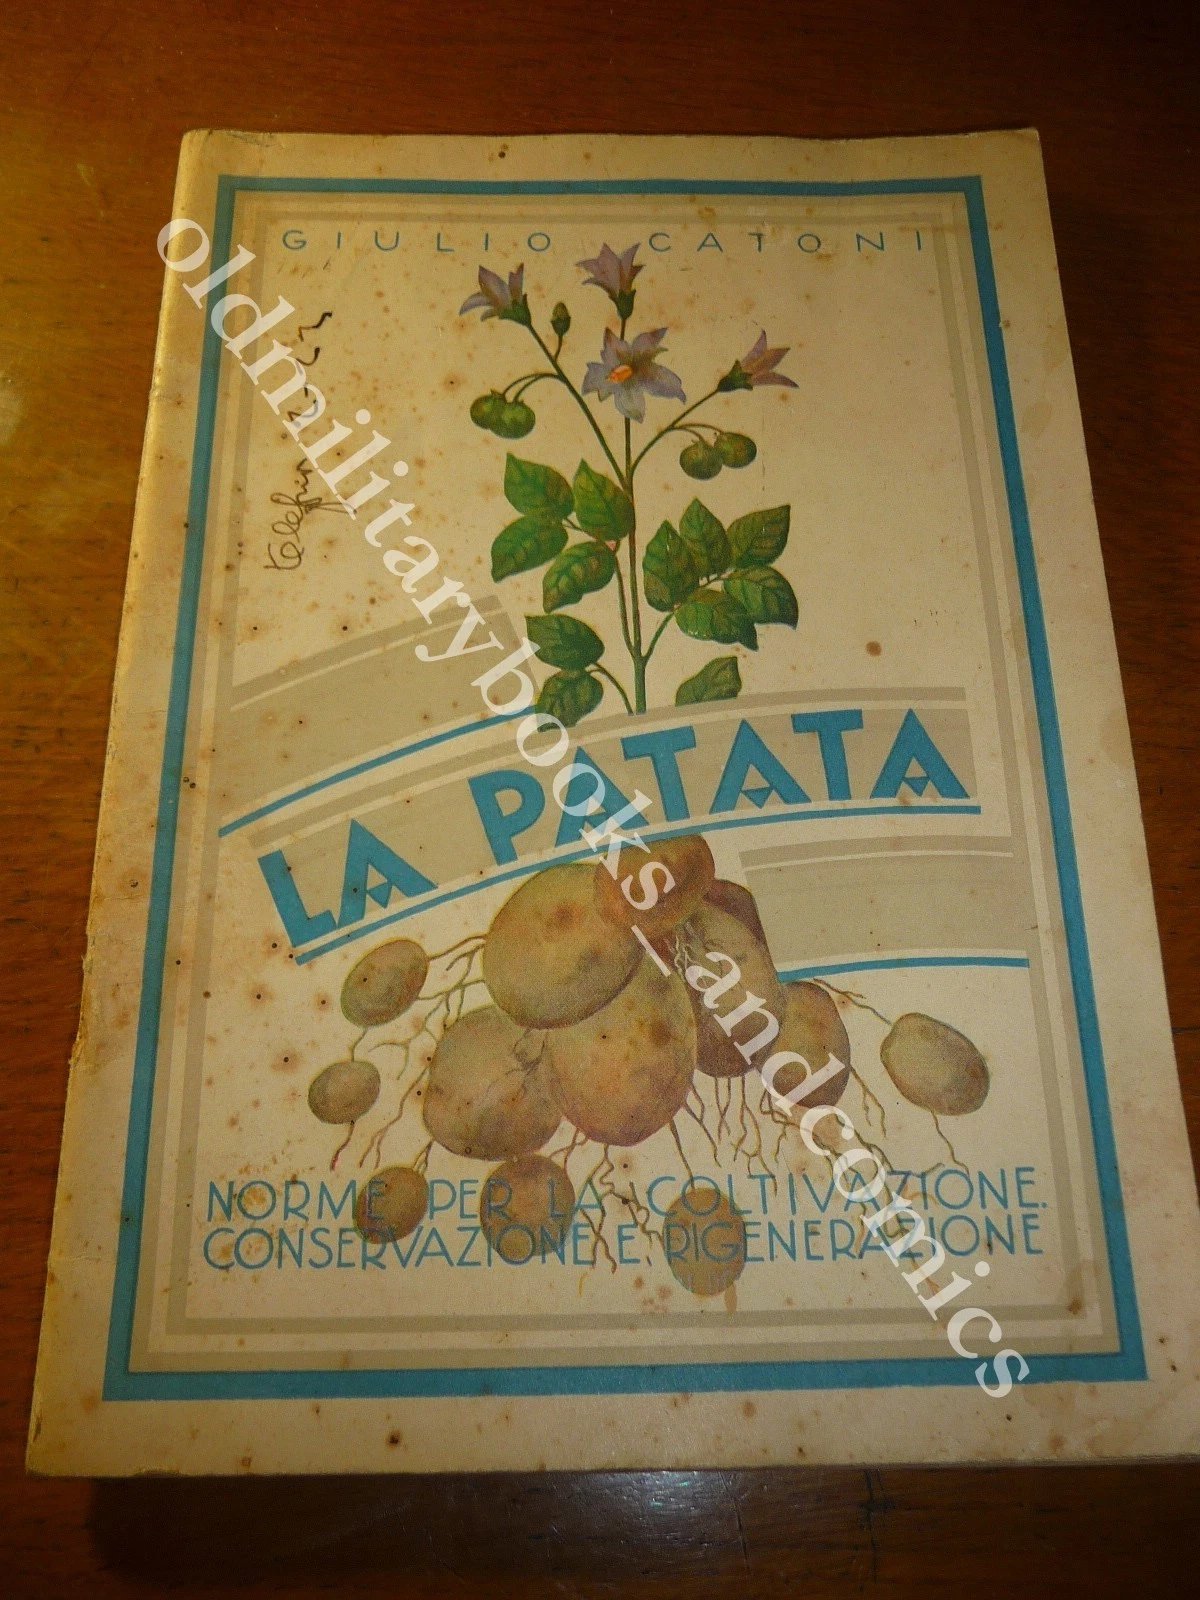 GIULIO CATONI
LA PATATA
NORME PER LA COLTIVAZIONE.
CONSERVAZIONE E RIGENERAZIONE
oldmilitarybooks_andcomics